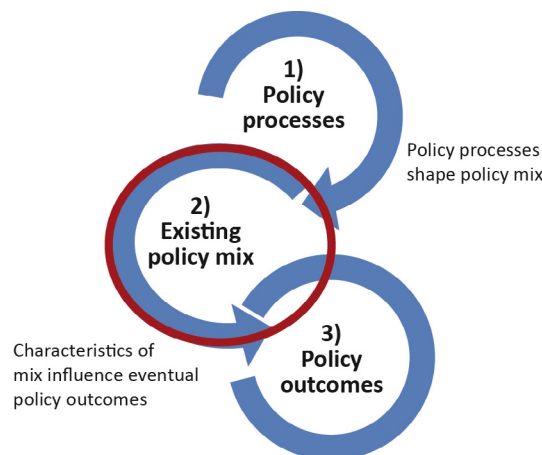 1)
Policy
processes
Policy processes
shape policy mix
2)
Existing
policy mix
3)
Policy
outcomes
Characteristics of
mix influence eventual
policy outcomes